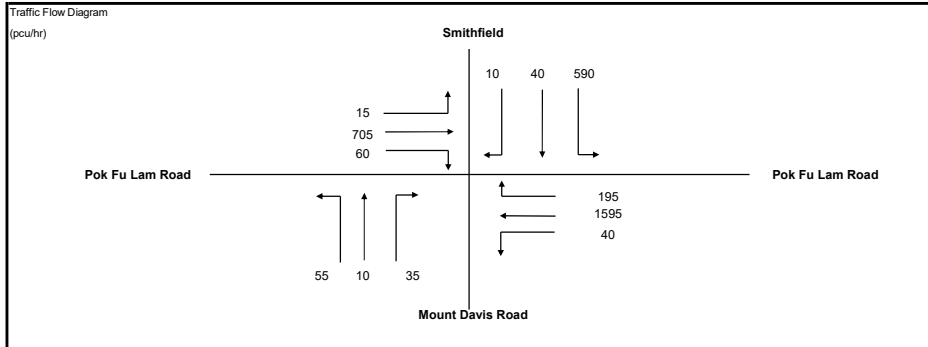 Traffic Flow Diagram
(pcu/hr)
Smithfield
10 40 590
15
705
60
Pok Fu Lam Road Pok Fu Lam Road
195
1595
40
55 10 35
Mount Davis Road